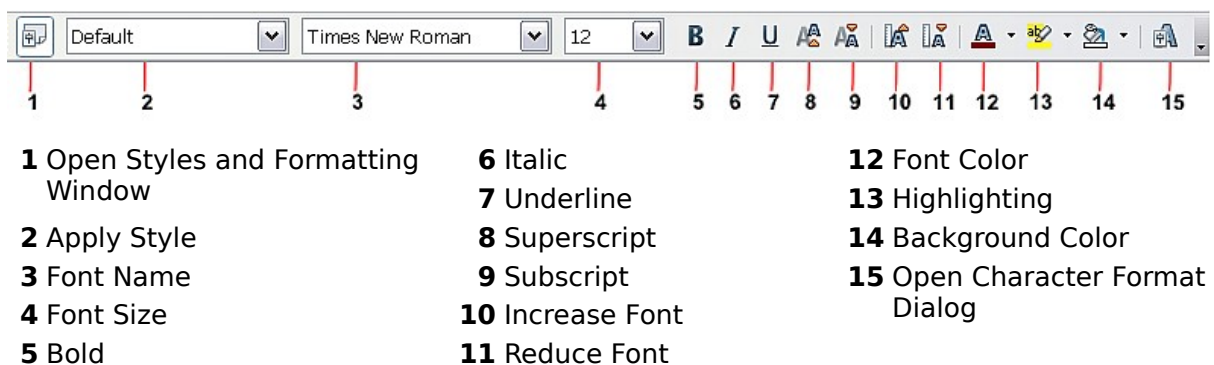 Default Times New Roman 12 B I U A A A A A ab A
1 2 3 4 5 6 7 8 9 10 11 12 13 14 15
1 Open Styles and Formatting
Window
2 Apply Style
3 Font Name
4 Font Size
5 Bold
6 Italic
7 Underline
8 Superscript
9 Subscript
10 Increase Font
11 Reduce Font
12 Font Color
13 Highlighting
14 Background Color
15 Open Character Format
Dialog